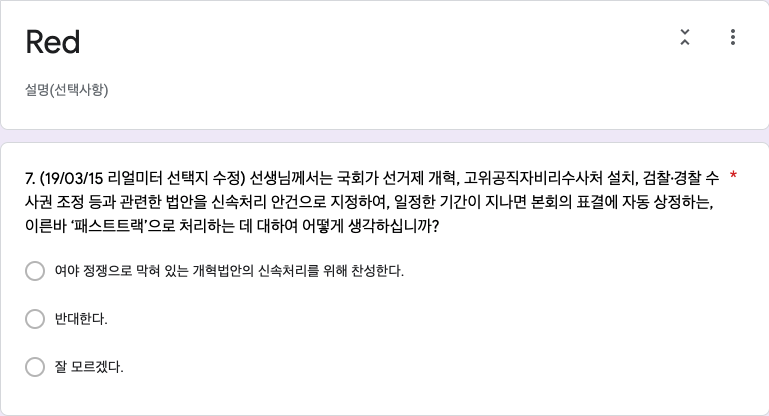 Red
설명(선택사항)
7. (19/03/15 리얼미터 선택지 수정) 선생님께서는 국회가 선거제 개혁, 고위공직자비리수사처 설치, 검찰·경찰 수 *
사권 조정 등과 관련한 법안을 신속처리 안건으로 지정하여, 일정한 기간이 지나면 본회의 표결에 자동 상정하는,
이른바 ‘패스트트랙’으로 처리하는 데 대하여 어떻게 생각하십니까?
여야 정쟁으로 막혀 있는 개혁법안의 신속처리를 위해 찬성한다.
반대한다.
잘 모르겠다.